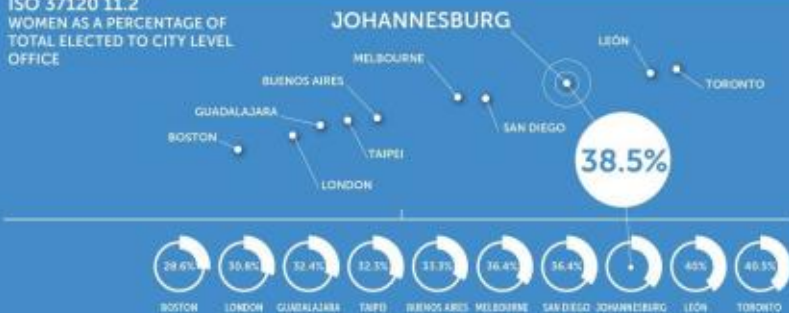 ISO 37120 11.2
WOMEN AS A PERCENTAGE OF
TOTAL ELECTED TO CITY LEVEL
OFFICE
JOHANNESBURG
LEÓN
MELBOURNE
TORONTO
BUENOS AIRES
GUADALAJARA
SAN DIEGO
BOSTON
TAIPEI
38.5%
LONDON
28.6% 30.8% 32.4% 32.3% 33.3% 36.4% 36.4% 40% 40.5%
BOSTON LONDON GUADALAJARA TAIPEI BUENOS AIRES MELBOURNE SAN DIEGO JOHANNESBURG LEÓN TORONTO